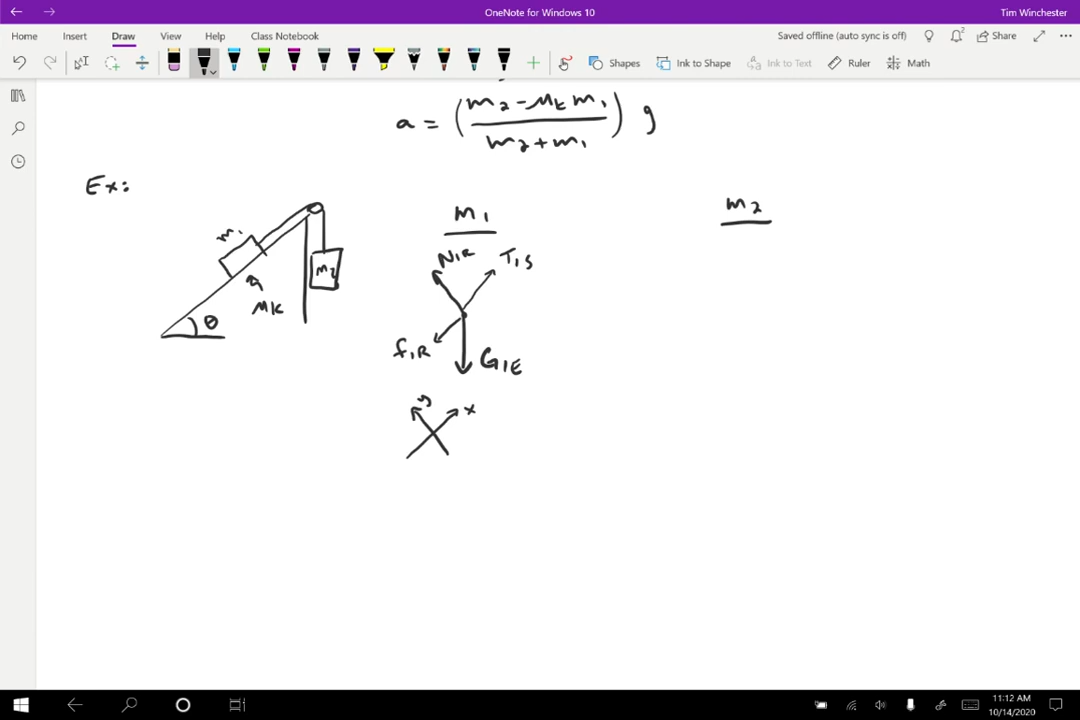 OneNote for Windows 10
Tim Winchester
Home Insert Draw View Help Class Notebook
Saved offline (auto sync is off) Share
Shapes Ink to Shape Ink to Text Ruler Math
a = (m₂ - μₖ m₁ / m₂ + m₁) g
Ex:
m₁
m₂
μₖ
θ
m₁
N₁R T₁S
f₁R
G₁E
y x
m₂
11:12 AM
10/14/2020